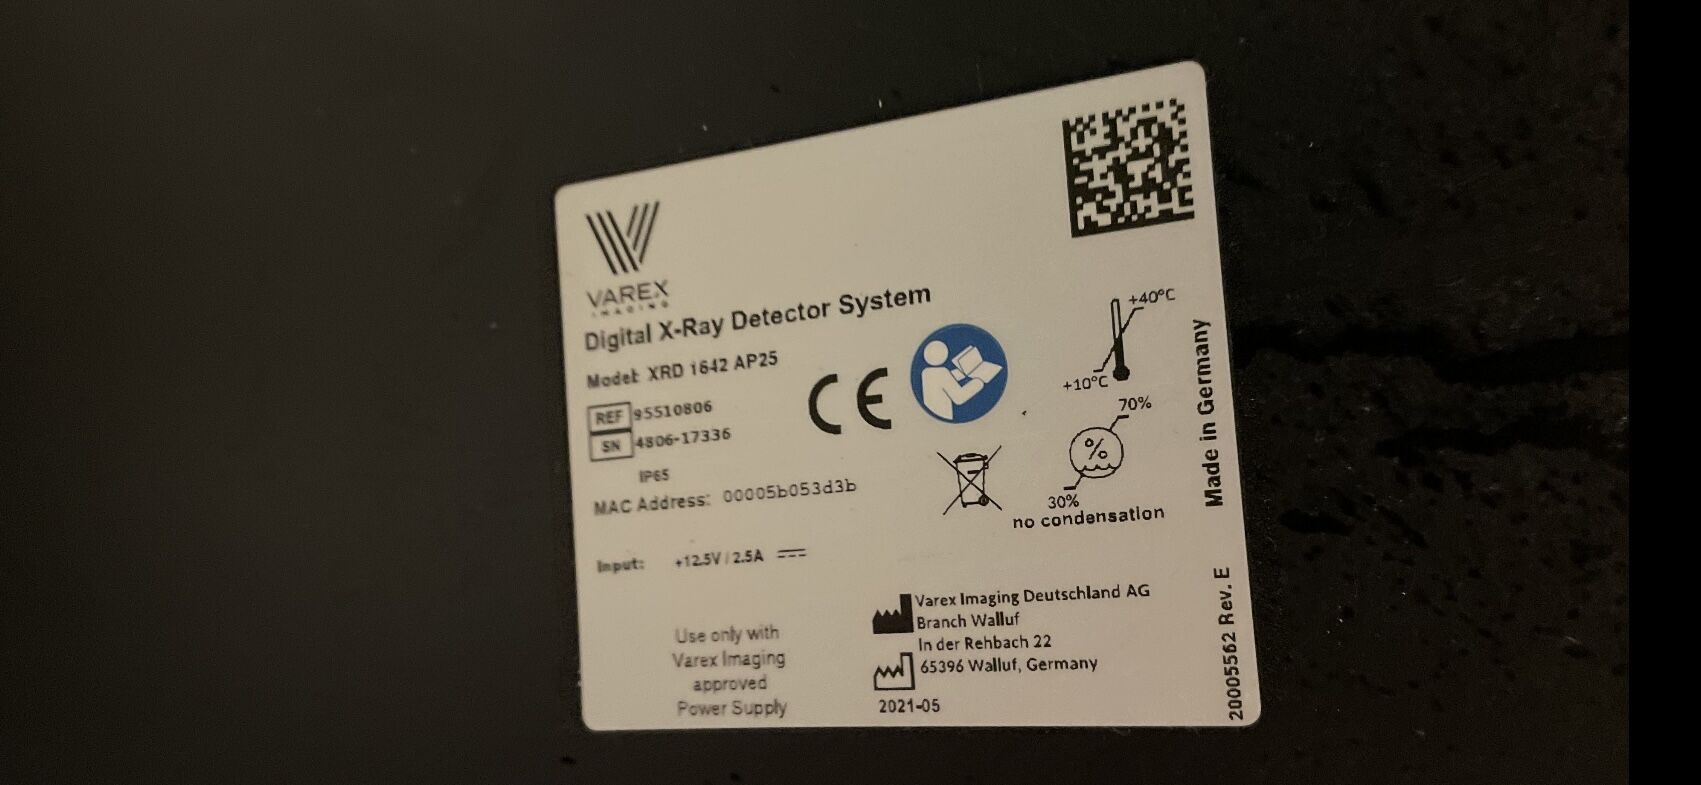 VAREX
IMAGING
Digital X-Ray Detector System
Model: XRD 1642 AP25
REF 95510806
SN 4806-17336
IP65
MAC Address: 00005b053d3b
Input: +12.5V / 2.5A
Use only with
Varex Imaging
approved
Power Supply
CE
+40°C
+10°C
70%
%
30%
no condensation
Varex Imaging Deutschland AG
Branch Walluf
In der Rehbach 22
65396 Walluf, Germany
2021-05
Made in Germany
20005562 Rev. E